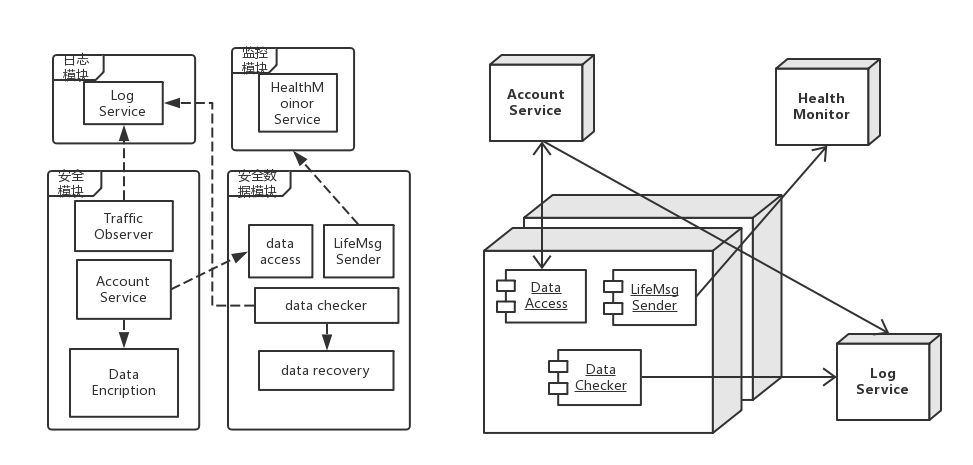 日志
模块
Log
Service
监控
模块
HealthM
oinor
Service
安全
模块
Traffic
Observer
Account
Service
Data
Encription
安全数
据模块
data
access
LifeMsg
Sender
data checker
data recovery
Account
Service
Health
Monitor
Data
Access
LifeMsg
Sender
Data
Checker
Log
Service